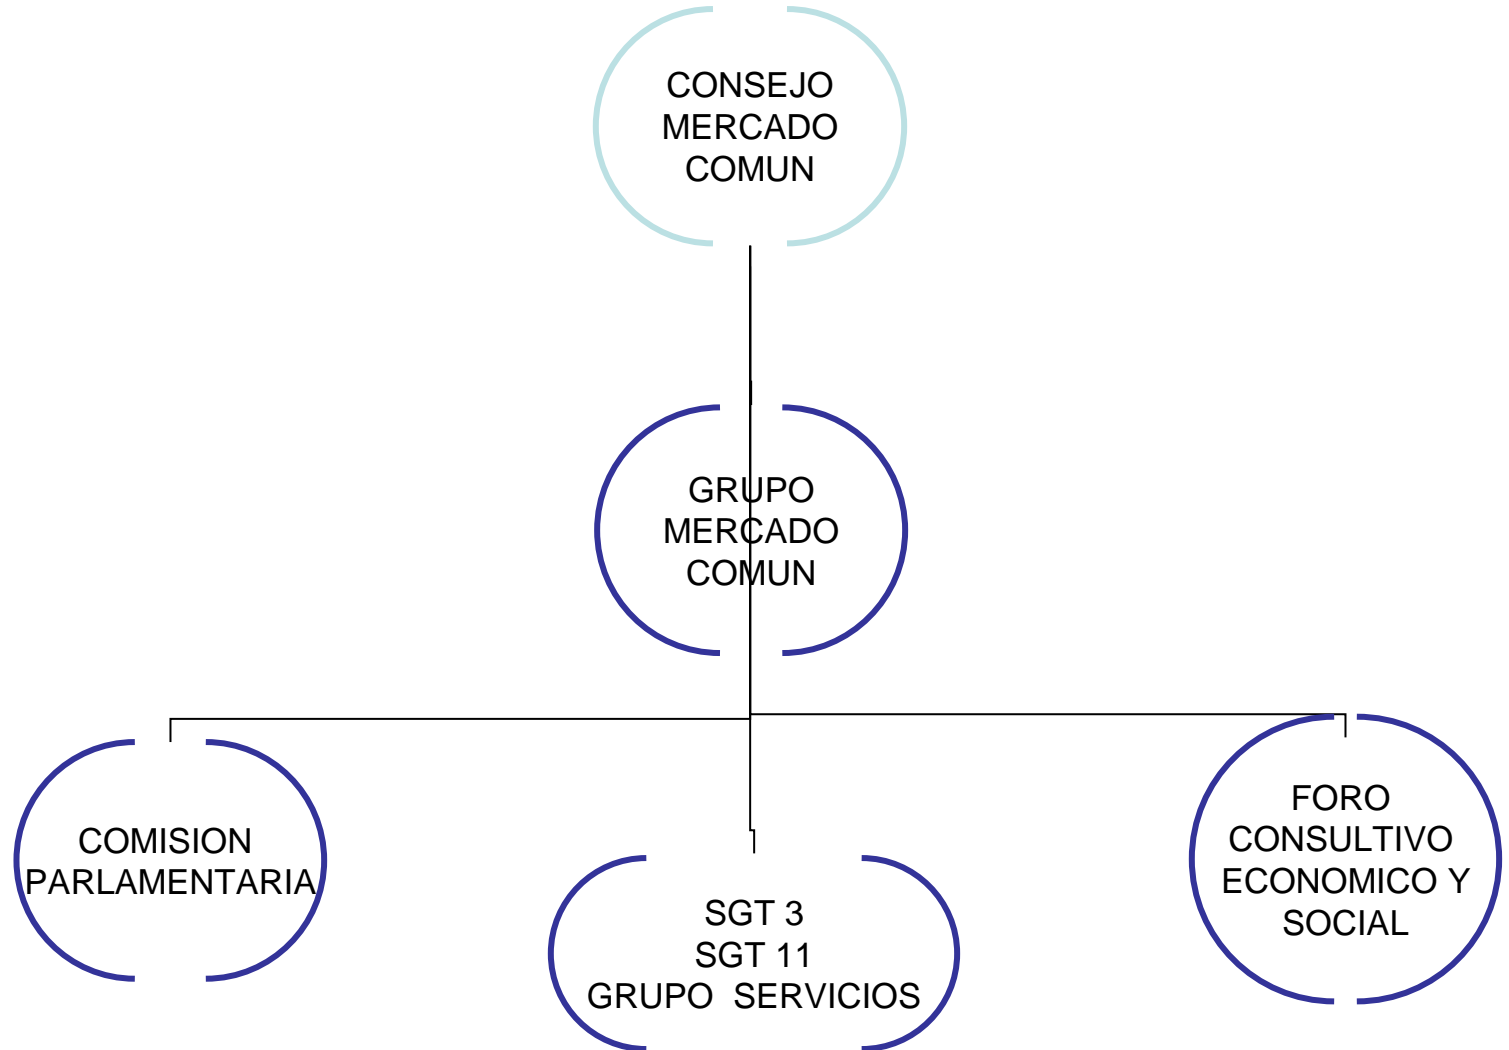 CONSEJO
MERCADO
COMUN
GRUPO
MERCADO
COMUN
COMISION
PARLAMENTARIA
SGT 3
SGT 11
GRUPO  SERVICIOS
FORO
CONSULTIVO
ECONOMICO Y
SOCIAL